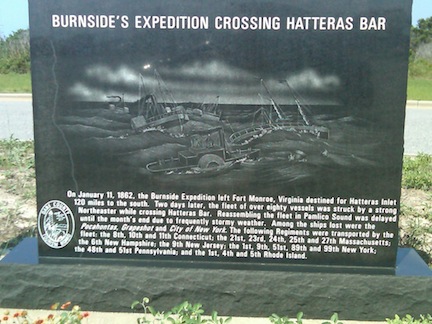 BURNSIDE'S EXPEDITION CROSSING HATTERAS BAR
On January 11, 1862, the Burnside Expedition left Fort Monroe, Virginia destined for Hatteras Inlet
120 miles to the south. Two days latent, the fleet of over eighty vessels was struck by a strong
Northeaster while crossing Hatteras Bar. Reassembling the fleet in Pamlico Sound was delayed
until the month's end due to frequently stormy weather. Among the ships lost were the
Pocahontas, Grapeshot and City of New York. The following Regiments were transported by the
fleet: the 8th, 10th and 11th Connecticut; the 21st, 23rd, 24th, 25th and 27th Massachusetts;
the 6th New Hampshire; the 9th New Jersey; the 1st, 9th, 51st, 89th and 99th New York;
the 48th and 51st Pennsylvania; and the 1st, 4th and 5th Rhode Island.